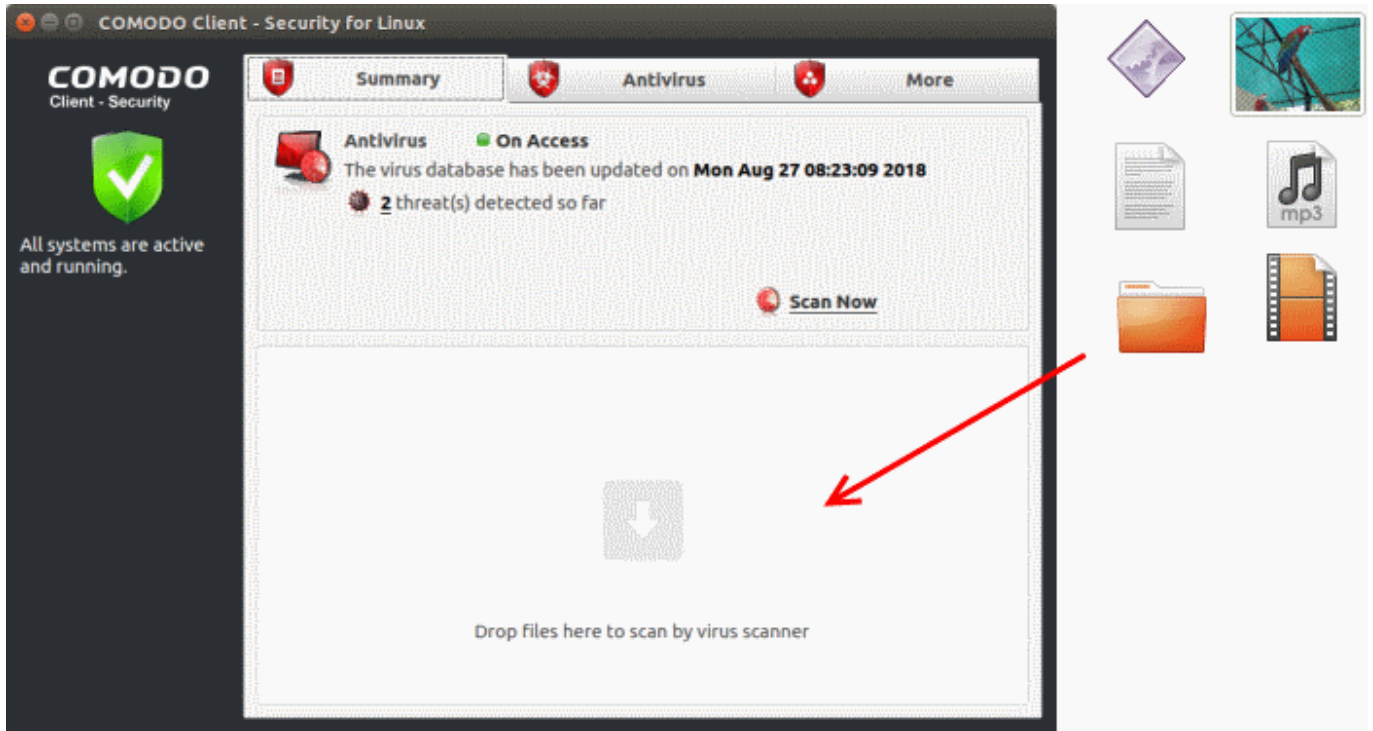 COMODO Client - Security for Linux
COMODO
Client - Security
All systems are active
and running.
Summary
Antivirus
More
Antivirus On Access
The virus database has been updated on Mon Aug 27 08:23:09 2018
2 threat(s) detected so far
Scan Now
Drop files here to scan by virus scanner
mp3